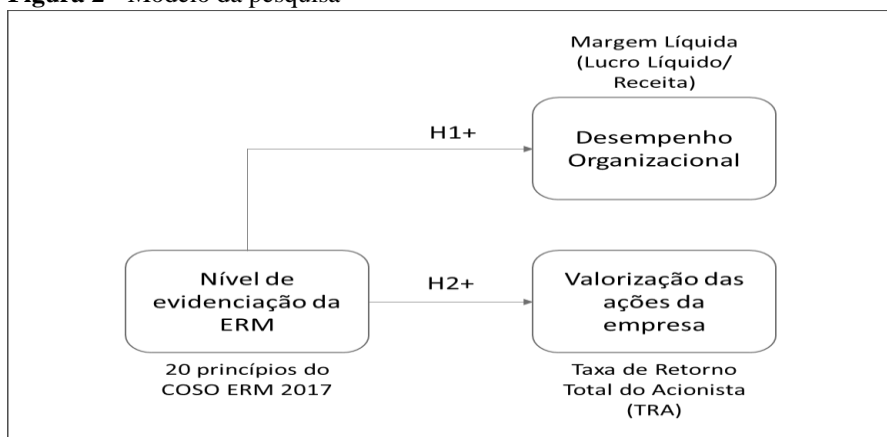 Figura 2 - Modelo da pesquisa
Margem Líquida
(Lucro Líquido/
Receita)
H1+
Desempenho
Organizacional
Nível de
evidenciação da
ERM
H2+
Valorização das
ações da
empresa
20 princípios do
COSO ERM 2017
Taxa de Retorno
Total do Acionista
(TRA)